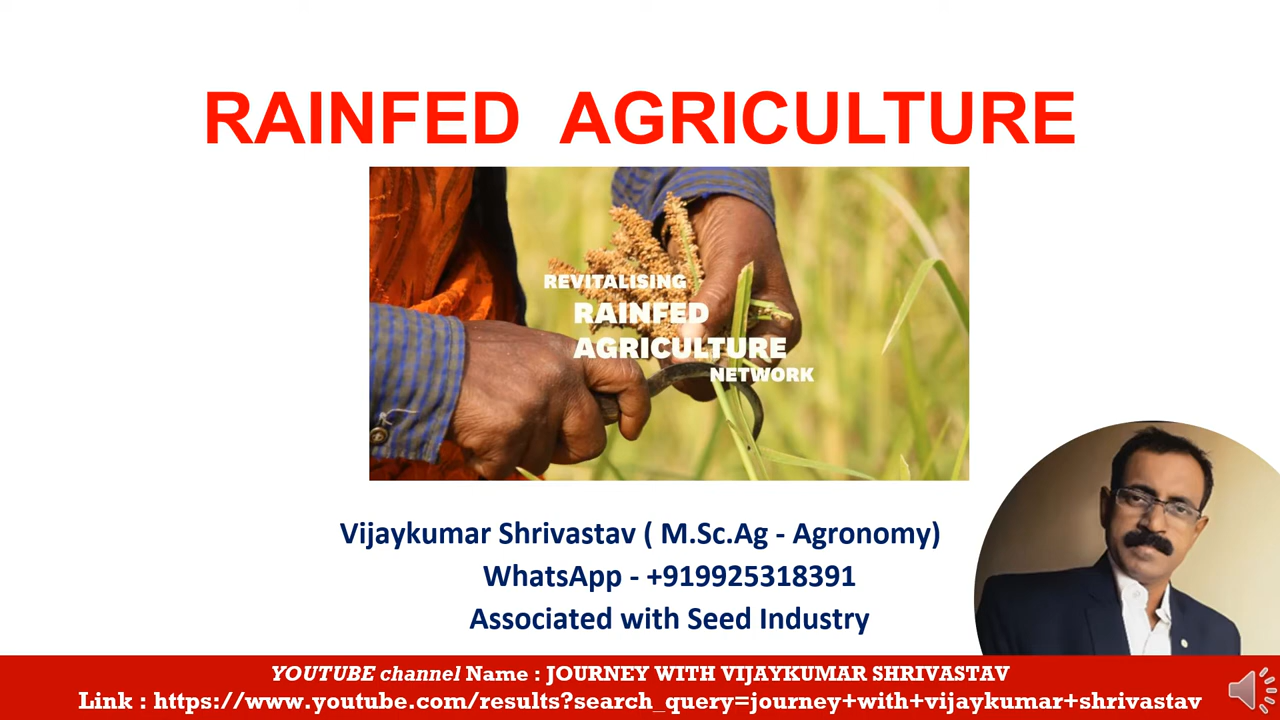 RAINFED AGRICULTURE
REVITALISING
RAINFED
AGRICULTURE
NETWORK
Vijaykumar Shrivastav ( M.Sc.Ag - Agronomy)
WhatsApp - +919925318391
Associated with Seed Industry
YOUTUBE channel Name : JOURNEY WITH VIJAYKUMAR SHRIVASTAV
Link : https://www.youtube.com/results?search_query=journey+with+vijaykumar+shrivastav